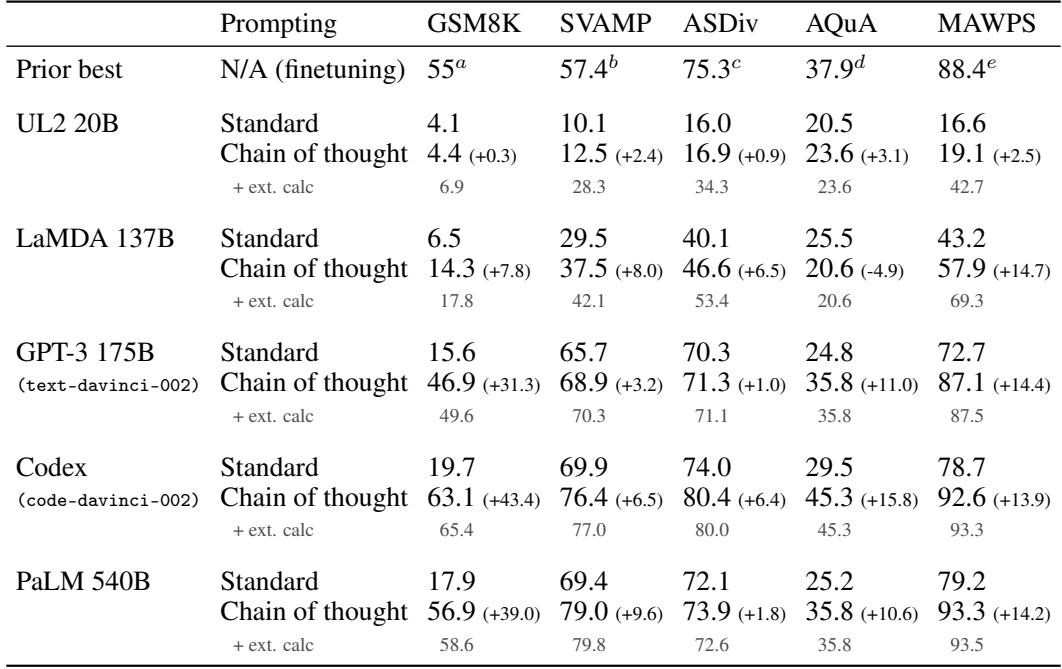 Prompting GSM8K SVAMP ASDiv AQuA MAWPS
Prior best N/A (finetuning) 55^a 57.4^b 75.3^c 37.9^d 88.4^e
UL2 20B Standard 4.1 10.1 16.0 20.5 16.6
Chain of thought 4.4 (+0.3) 12.5 (+2.4) 16.9 (+0.9) 23.6 (+3.1) 19.1 (+2.5)
+ ext. calc 6.9 28.3 34.3 23.6 42.7
LaMDA 137B Standard 6.5 29.5 40.1 25.5 43.2
Chain of thought 14.3 (+7.8) 37.5 (+8.0) 46.6 (+6.5) 20.6 (-4.9) 57.9 (+14.7)
+ ext. calc 17.8 42.1 53.4 20.6 69.3
GPT-3 175B Standard 15.6 65.7 70.3 24.8 72.7
(text-davinci-002) Chain of thought 46.9 (+31.3) 68.9 (+3.2) 71.3 (+1.0) 35.8 (+11.0) 87.1 (+14.4)
+ ext. calc 49.6 70.3 71.1 35.8 87.5
Codex Standard 19.7 69.9 74.0 29.5 78.7
(code-davinci-002) Chain of thought 63.1 (+43.4) 76.4 (+6.5) 80.4 (+6.4) 45.3 (+15.8) 92.6 (+13.9)
+ ext. calc 65.4 77.0 80.0 45.3 93.3
PaLM 540B Standard 17.9 69.4 72.1 25.2 79.2
Chain of thought 56.9 (+39.0) 79.0 (+9.6) 73.9 (+1.8) 35.8 (+10.6) 93.3 (+14.2)
+ ext. calc 58.6 79.8 72.6 35.8 93.5